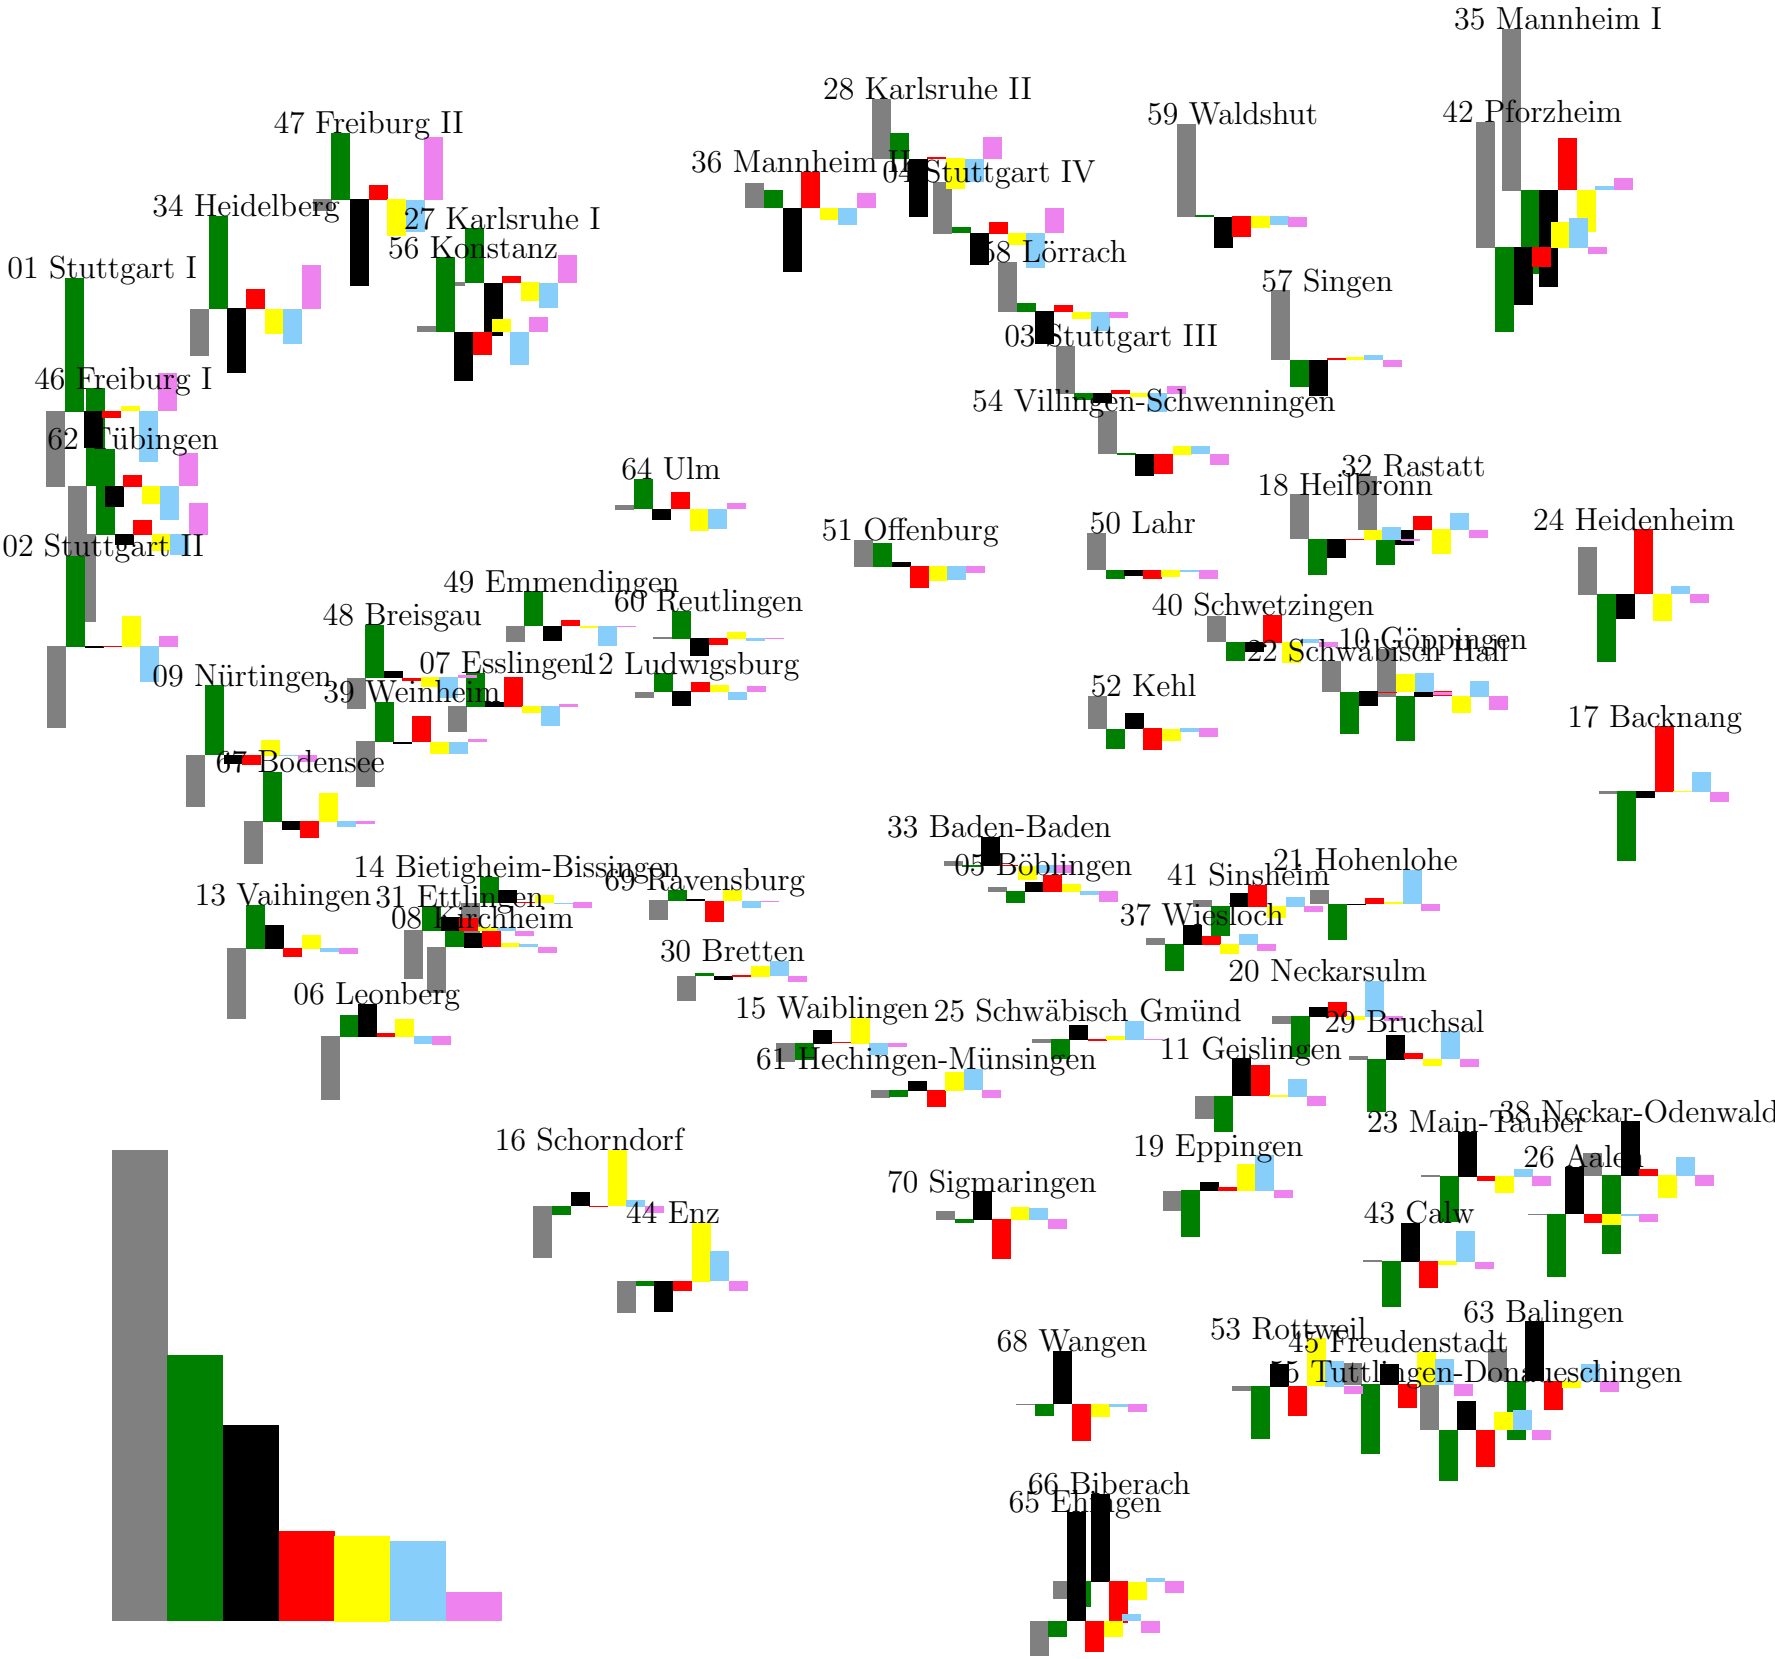 35 Mannheim I
28 Karlsruhe II
42 Pforzheim
59 Waldshut
47 Freiburg II
36 Mannheim II
04 Stuttgart IV
34 Heidelberg
27 Karlsruhe I
56 Konstanz
58 Lörrach
01 Stuttgart I
57 Singen
03 Stuttgart III
46 Freiburg I
54 Villingen-Schwenningen
62 Tübingen
64 Ulm
32 Rastatt
18 Heilbronn
24 Heidenheim
51 Offenburg
50 Lahr
02 Stuttgart II
49 Emmendingen
60 Reutlingen
40 Schwetzingen
48 Breisgau
10 Göppingen
22 Schwäbisch Hall
07 Esslingen
12 Ludwigsburg
09 Nürtingen
52 Kehl
39 Weinheim
17 Backnang
67 Bodensee
33 Baden-Baden
05 Böblingen
14 Bietigheim-Bissingen
21 Hohenlohe
69 Ravensburg
41 Sinsheim
13 Vaihingen
31 Ettlingen
08 Kirchheim
37 Wiesloch
30 Bretten
20 Neckarsulm
06 Leonberg
15 Waiblingen
25 Schwäbisch Gmünd
29 Bruchsal
61 Hechingen-Münsingen
11 Geislingen
38 Neckar-Odenwald
23 Main-Tauber
16 Schorndorf
19 Eppingen
26 Aalen
70 Sigmaringen
44 Enz
43 Calw
63 Balingen
53 Rottweil
68 Wangen
45 Freudenstadt
55 Tuttlingen-Donaueschingen
66 Biberach
65 Ehingen